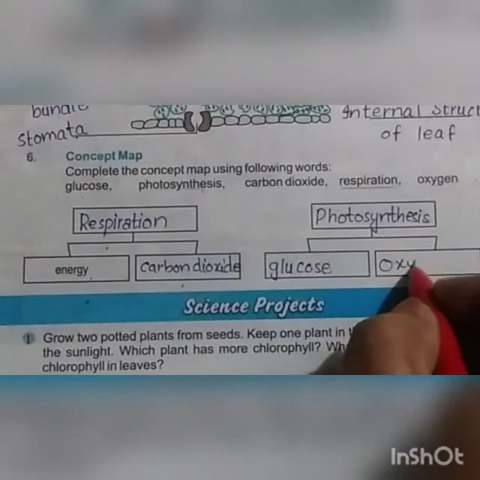 Internal Struct
stomata
of leaf
6. Concept Map
Complete the concept map using following words:
glucose, photosynthesis, carbon dioxide, respiration, oxygen
Respiration Photosynthesis
energy carbon dioxide glucose oxy
Science Projects
1 Grow two potted plants from seeds. Keep one plant in t
the sunlight. Which plant has more chlorophyll? Wh
chlorophyll in leaves?
InShOt